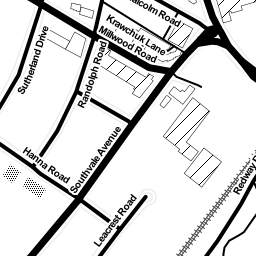 Malcolm Road
Krawchuk Lane
Millwood Road
Sutherland Drive
Randolph Road
Southvale Avenue
Hanna Road
Leacrest Road
Redway